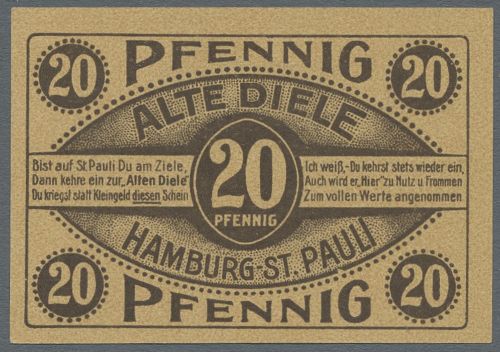 20 PFENNIG 20
ALTE DIELE
Bist auf St. Pauli Du am Ziele,
Dann kehre ein zur „Alten Diele“
Du kriegst statt Kleingeld diesen Schein
20
PFENNIG
Ich weiß,- Du kehrst stets wieder ein,
Auch wird er „Hier“ zu Nutz u. Frommen
Zum vollen Werte angenommen
HAMBURG-ST. PAULI
20 PFENNIG 20